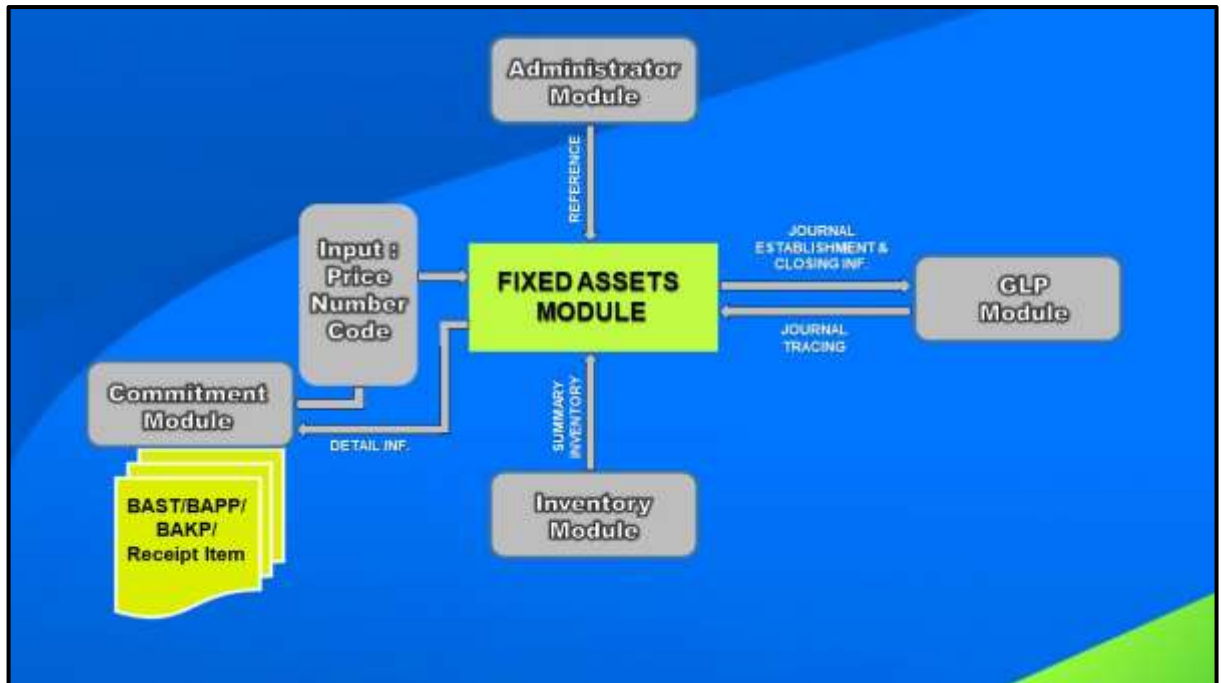 Administrator
Module
REFERENCE
Input :
Price
Number
Code
FIXED ASSETS
MODULE
JOURNAL
ESTABLISHMENT &
CLOSING INF.
GLP
Module
JOURNAL
TRACING
Commitment
Module
DETAIL INF.
SUMMARY
INVENTORY
BAST/BAPP/
BAKP/
Receipt Item
Inventory
Module